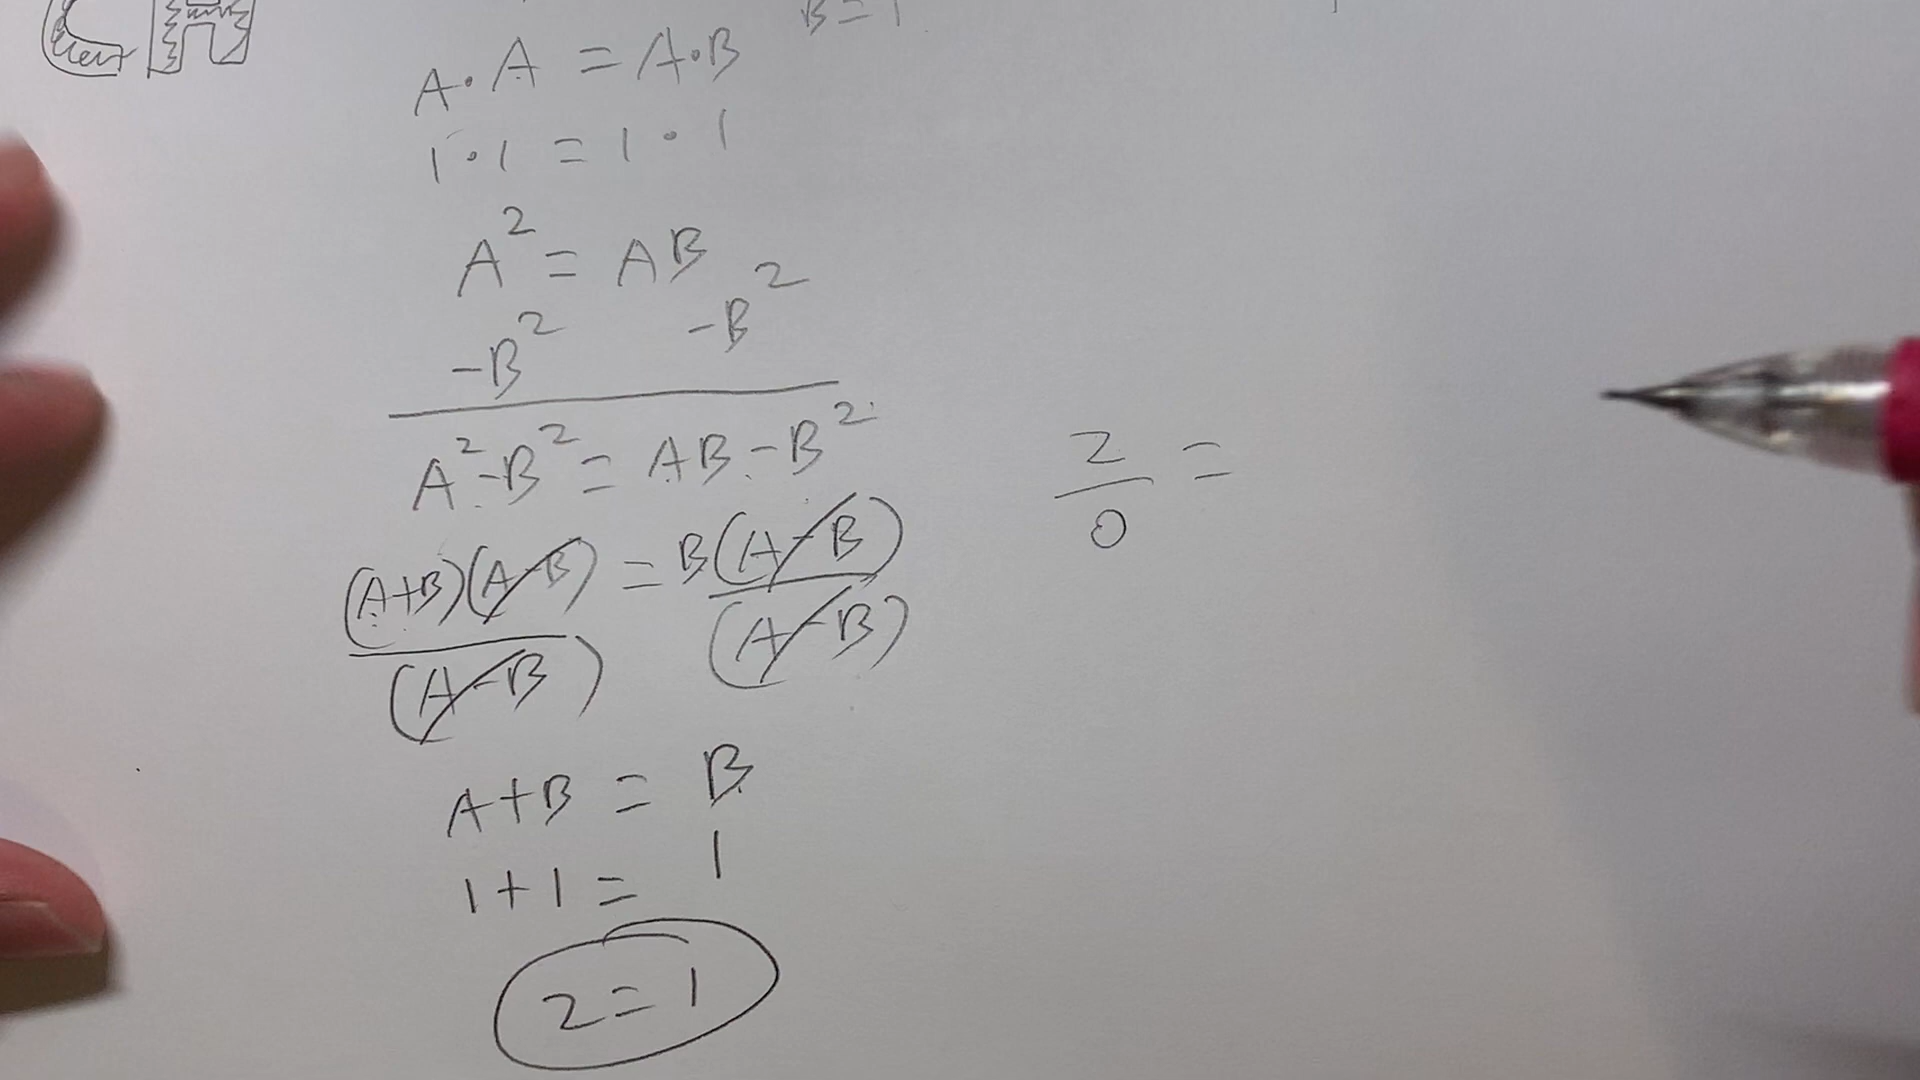 B=1
A·A = A·B
1·1 = 1·1
A² = AB
-B² -B²
A²-B² = AB-B²
(A+B)(A-B) = B(A-B)
(A-B) (A-B)
A+B = B
1+1 = 1
2=1
2
0 =